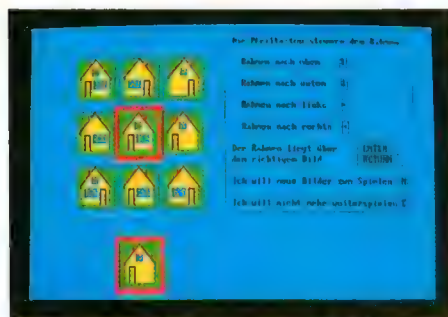 Die Pfeiltasten steuern den Rahmen
Rahmen nach oben
Rahmen nach unten
Rahmen nach links
Rahmen nach rechts
Der Rahmen liegt über ENTER
dem richtigen Bild RETURN
Ich will neue Bilder zum Spielen N
Ich will nicht mehr weiterspielen E